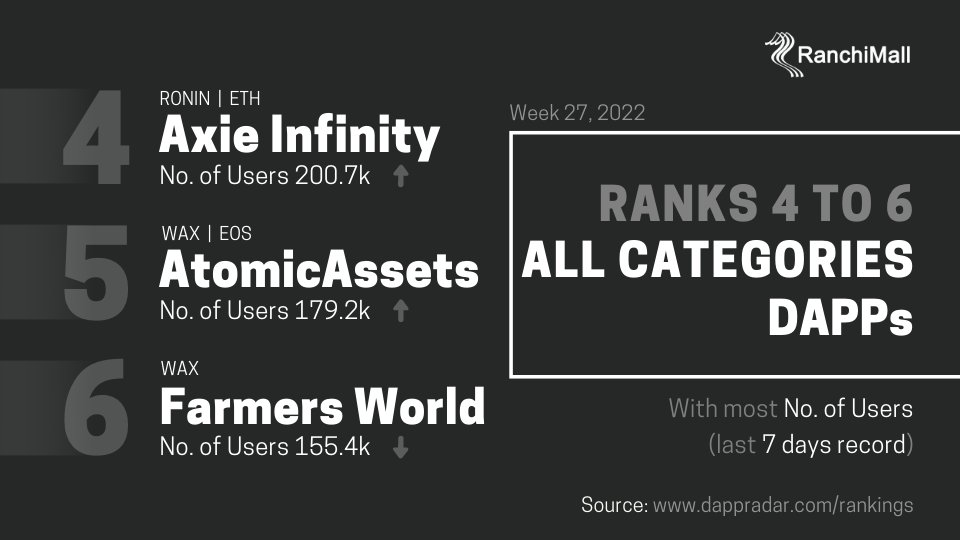 RanchiMall
4
RONIN | ETH
Axie Infinity
No. of Users 200.7k
5
WAX | EOS
AtomicAssets
No. of Users 179.2k
6
WAX
Farmers World
No. of Users 155.4k
Week 27, 2022
RANKS 4 TO 6
ALL CATEGORIES
DAPPs
With most No. of Users
(last 7 days record)
Source: www.dappradar.com/rankings